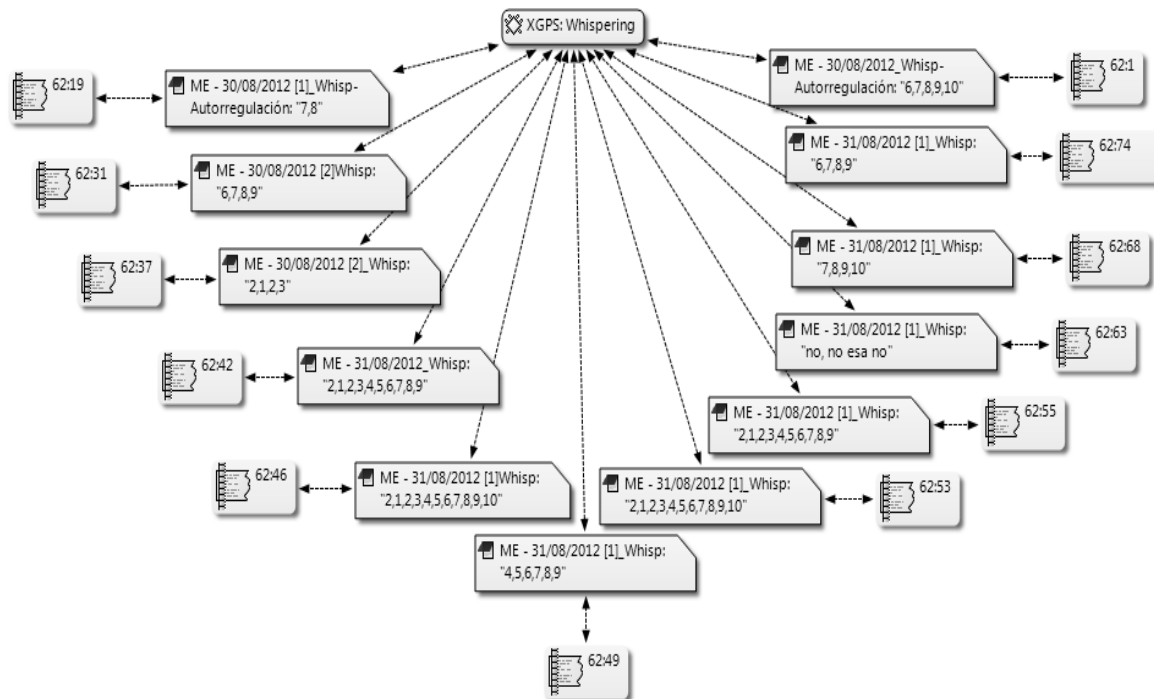 XGPS: Whispering
62:19
ME - 30/08/2012 [1]_Whisp-
Autorregulación: "7,8"
ME - 30/08/2012_Whisp-
Autorregulación: "6,7,8,9,10"
62:1
62:31
ME - 30/08/2012 [2]Whisp:
"6,7,8,9"
ME - 31/08/2012 [1]_Whisp:
"6,7,8,9"
62:74
62:37
ME - 30/08/2012 [2]_Whisp:
"2,1,2,3"
ME - 31/08/2012 [1]_Whisp:
"7,8,9,10"
62:68
62:42
ME - 31/08/2012_Whisp:
"2,1,2,3,4,5,6,7,8,9"
ME - 31/08/2012 [1]_Whisp:
"no, no esa no"
62:63
ME - 31/08/2012 [1]_Whisp:
"2,1,2,3,4,5,6,7,8,9"
62:55
62:46
ME - 31/08/2012 [1]Whisp:
"2,1,2,3,4,5,6,7,8,9,10"
ME - 31/08/2012 [1]_Whisp:
"2,1,2,3,4,5,6,7,8,9,10"
62:53
ME - 31/08/2012 [1]_Whisp:
"4,5,6,7,8,9"
62:49